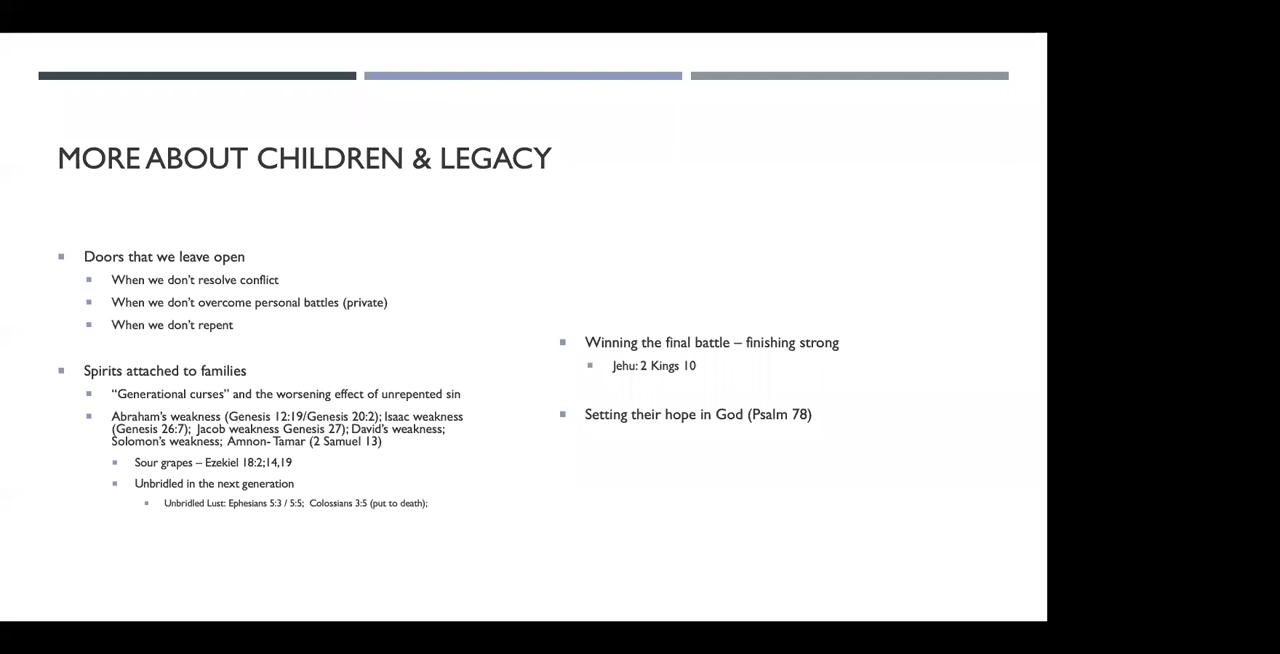 MORE ABOUT CHILDREN & LEGACY
Doors that we leave open
When we don't resolve conflict
When we don't overcome personal battles (private)
When we don't repent
Spirits attached to families
“Generational curses” and the worsening effect of unrepented sin
Abraham's weakness (Genesis 12:19/Genesis 20:2); Isaac weakness
(Genesis 26:7);  Jacob weakness Genesis 27); David's weakness;
Solomon's weakness;  Amnon- Tamar (2 Samuel 13)
Sour grapes – Ezekiel 18:2;14,19
Unbridled in the next generation
Unbridled Lust: Ephesians 5:3 / 5:5;  Colossians 3:5 (put to death);
Winning the final battle – finishing strong
Jehu: 2 Kings 10
Setting their hope in God (Psalm 78)